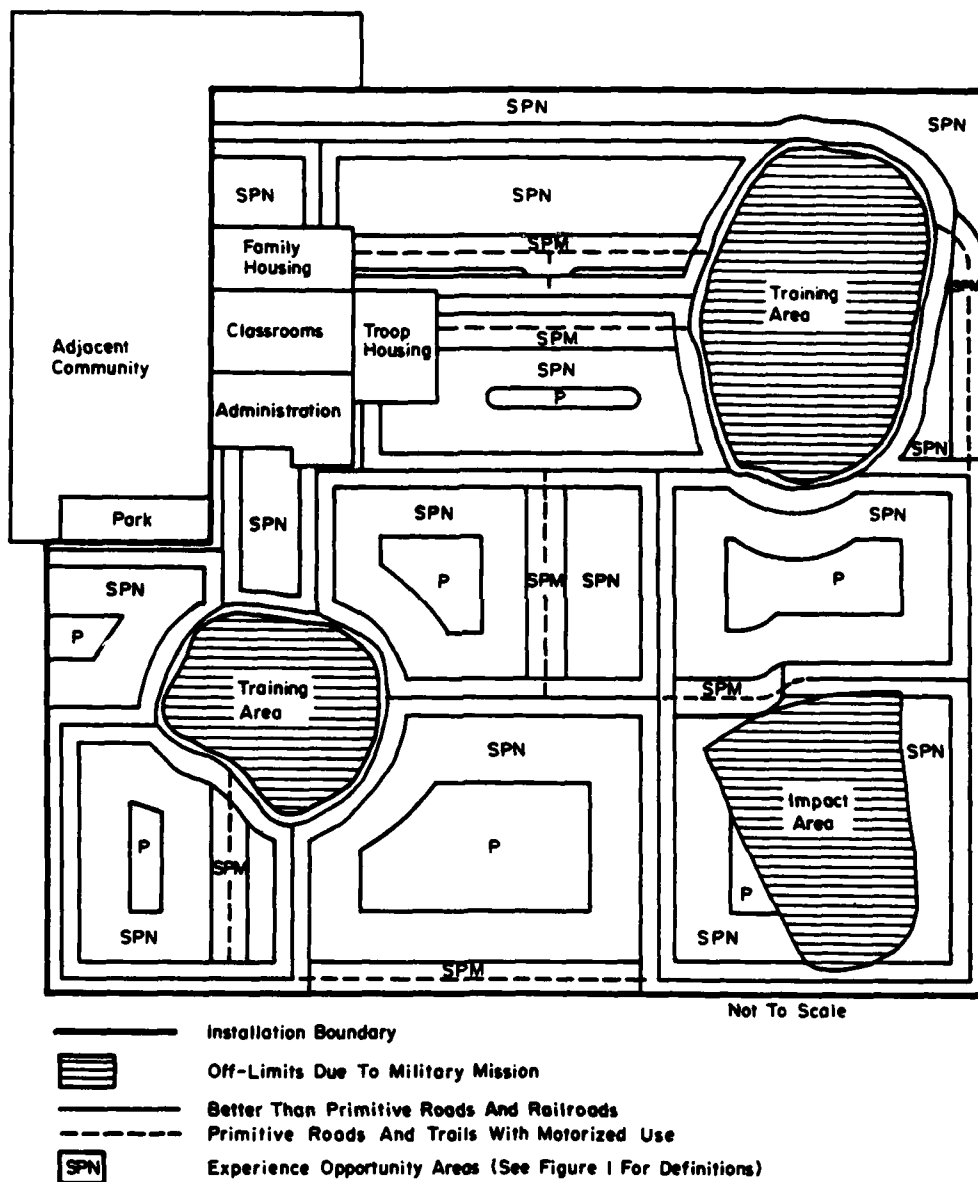 SPN
SPN
SPN
SPN
Family
Housing
SPM
Training
Area
SPM
Classrooms
Troop
Housing
SPM
Adjacent
Community
SPN
P
Administration
SPN
Park
SPN
SPN
SPN
SPN
P
SPM
SPN
P
P
SPM
Training
Area
SPN
SPN
Impact
Area
P
P
SPM
P
SPN
SPN
SPM
Not To Scale
Installation Boundary
Off-Limits Due To Military Mission
Better Than Primitive Roads And Railroads
Primitive Roads And Trails With Motorized Use
SPN Experience Opportunity Areas (See Figure 1 For Definitions)